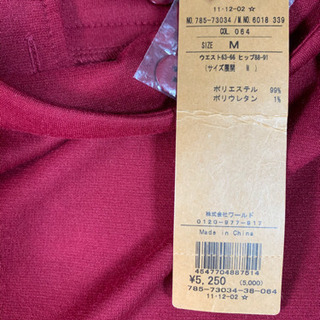 11-12-02 ☆
NO.785-73034/M.NO.6018 339
COL. 064
SIZE M
ウエスト63-66 ヒップ88-91
(サイズ展開 M )
ポリエステル 99%
ポリウレタン 1%
株式会社ワールド
0120-977-917
Made in China
4547704887514
¥5,250 (5,000)
785-73034-38-064
11-12-02 ☆